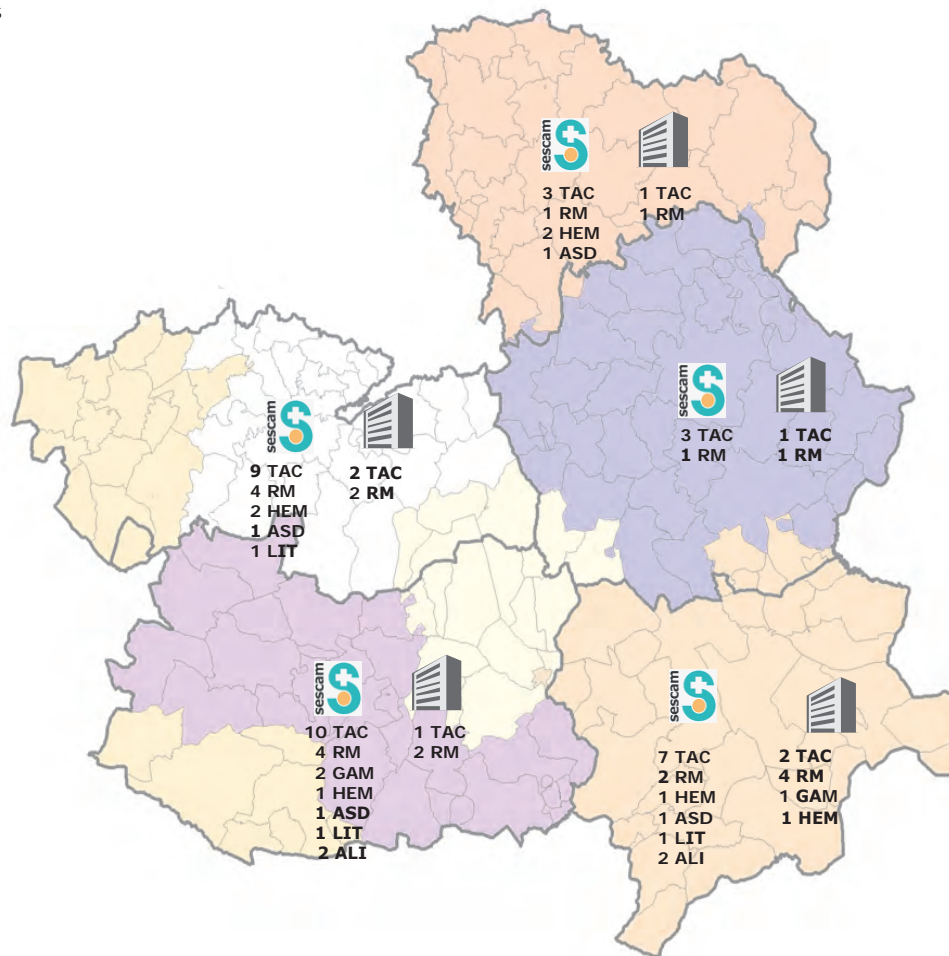 s
sescam
3 TAC
1 RM
2 HEM
1 ASD
1 TAC
1 RM
sescam
3 TAC
1 RM
1 TAC
1 RM
sescam
9 TAC
4 RM
2 HEM
1 ASD
1 LIT
2 TAC
2 RM
sescam
10 TAC
4 RM
2 GAM
1 HEM
1 ASD
1 LIT
2 ALI
1 TAC
2 RM
sescam
7 TAC
2 RM
1 HEM
1 ASD
1 LIT
2 ALI
2 TAC
4 RM
1 GAM
1 HEM